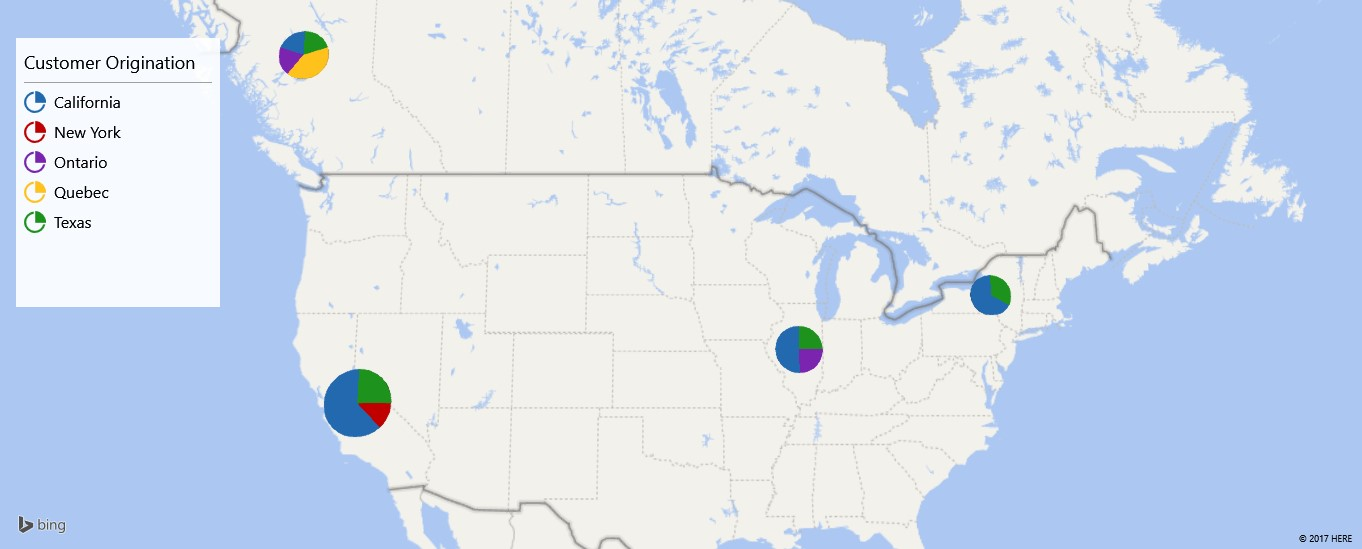 Customer Origination
California
New York
Ontario
Quebec
Texas
bing
© 2017 HERE